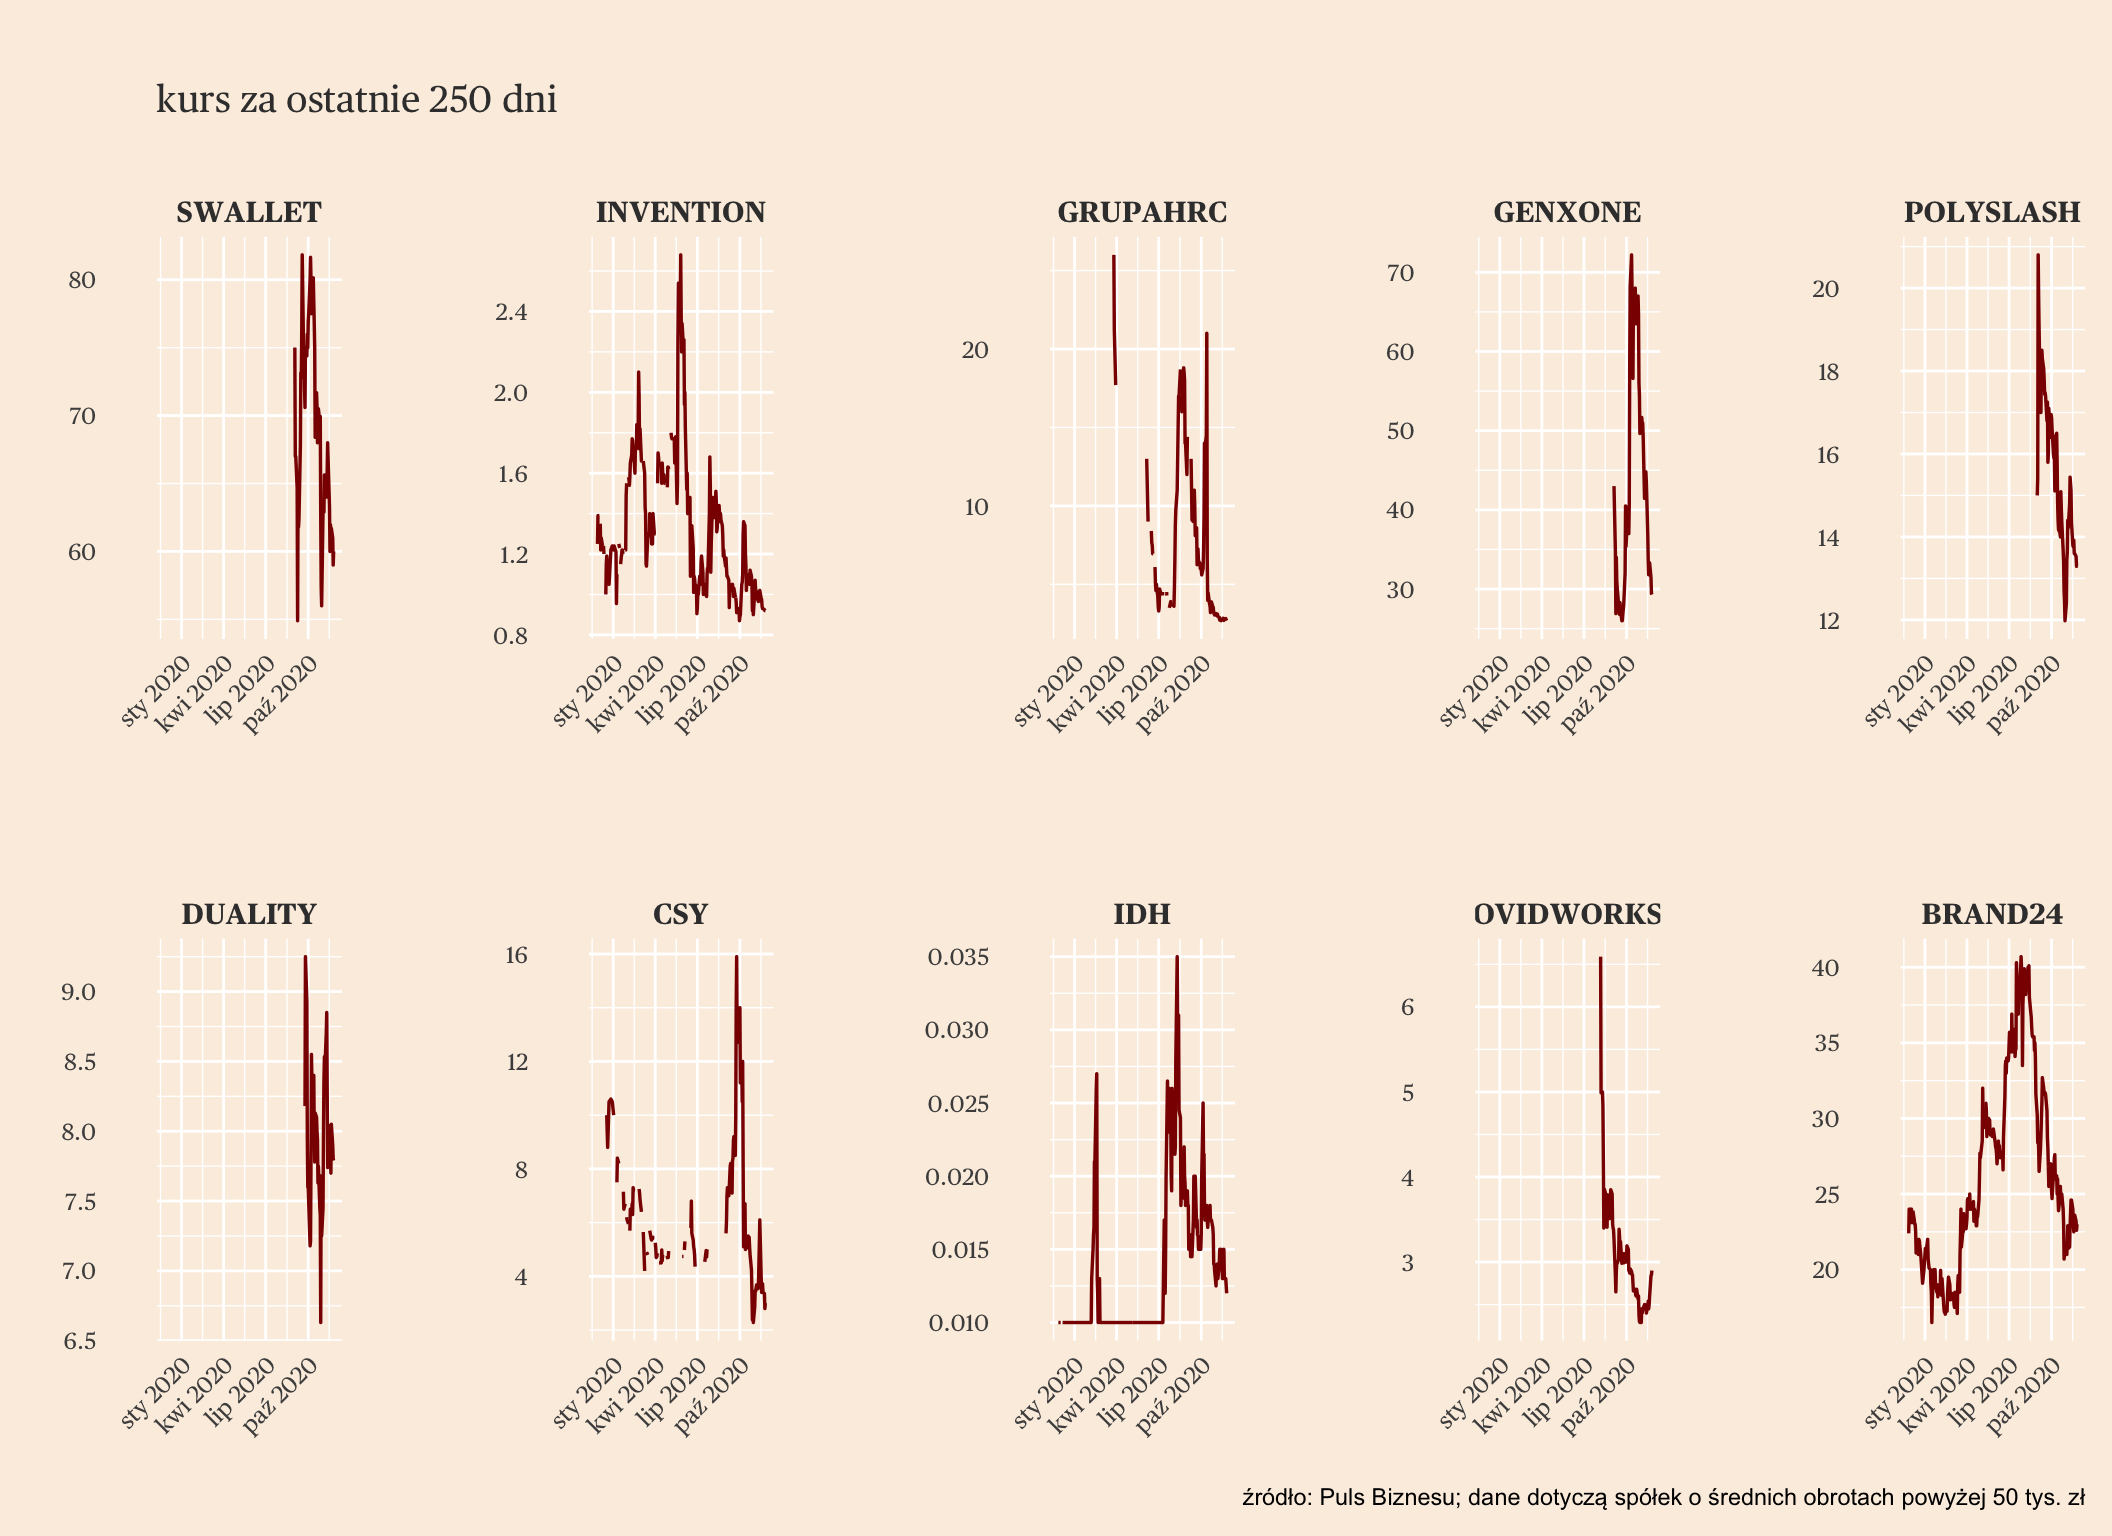 kurs za ostatnie 250 dni
SWALLET
INVENTION
GRUPAHRC
GENXONE
POLYSLASH
80
70
60
2.4
2.0
1.6
1.2
0.8
20
10
70
60
50
40
30
20
18
16
14
12
sty 2020
kwi 2020
lip 2020
paź 2020
sty 2020
kwi 2020
lip 2020
paź 2020
sty 2020
kwi 2020
lip 2020
paź 2020
sty 2020
kwi 2020
lip 2020
paź 2020
sty 2020
kwi 2020
lip 2020
paź 2020
DUALITY
CSY
IDH
OVIDWORKS
BRAND24
9.0
8.5
8.0
7.5
7.0
6.5
16
12
8
4
0.035
0.030
0.025
0.020
0.015
0.010
6
5
4
3
40
35
30
25
20
sty 2020
kwi 2020
lip 2020
paź 2020
sty 2020
kwi 2020
lip 2020
paź 2020
sty 2020
kwi 2020
lip 2020
paź 2020
sty 2020
kwi 2020
lip 2020
paź 2020
sty 2020
kwi 2020
lip 2020
paź 2020
źródło: Puls Biznesu; dane dotyczą spółek o średnich obrotach powyżej 50 tys. zł